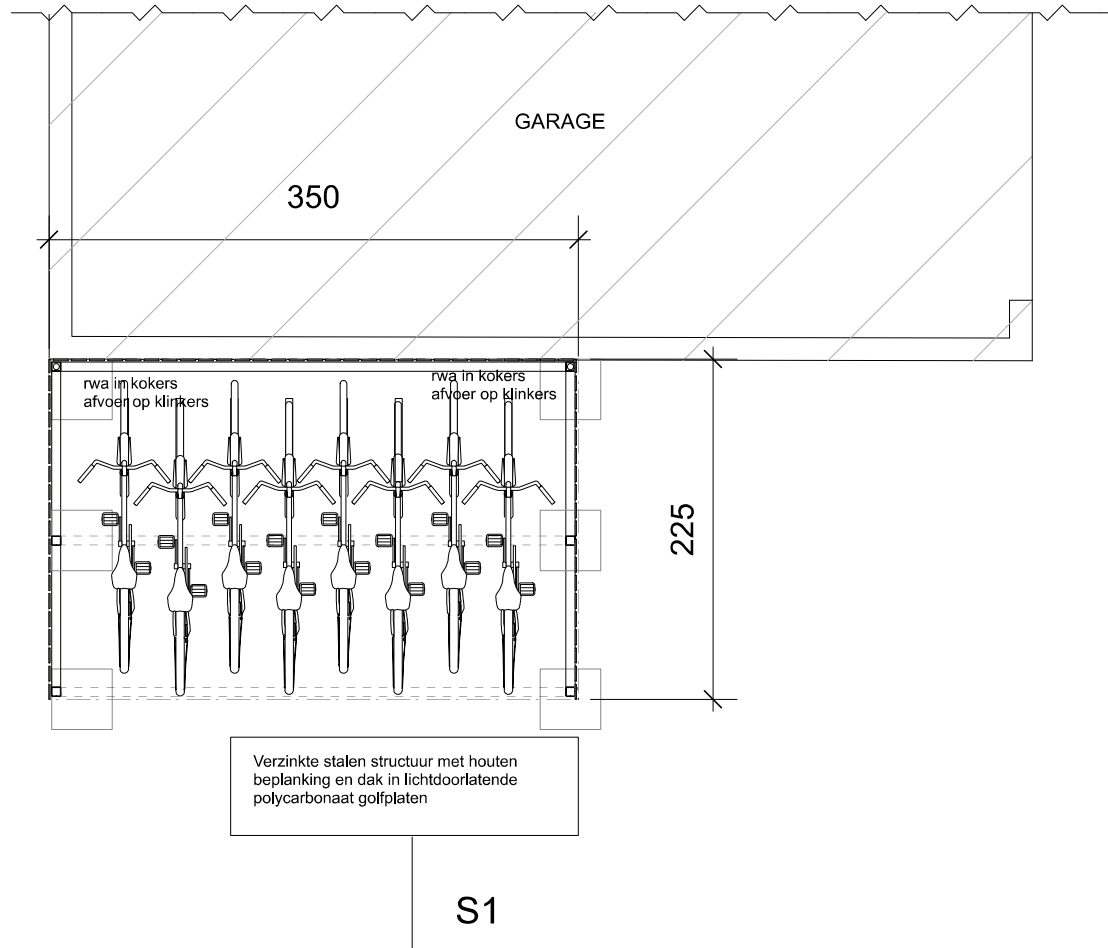 GARAGE
350
rwa in kokers
afvoer op klinkers
rwa in kokers
afvoer op klinkers
225
Verzinkte stalen structuur met houten
beplanking en dak in lichtdoorlatende
polycarbonaat golfplaten
S1